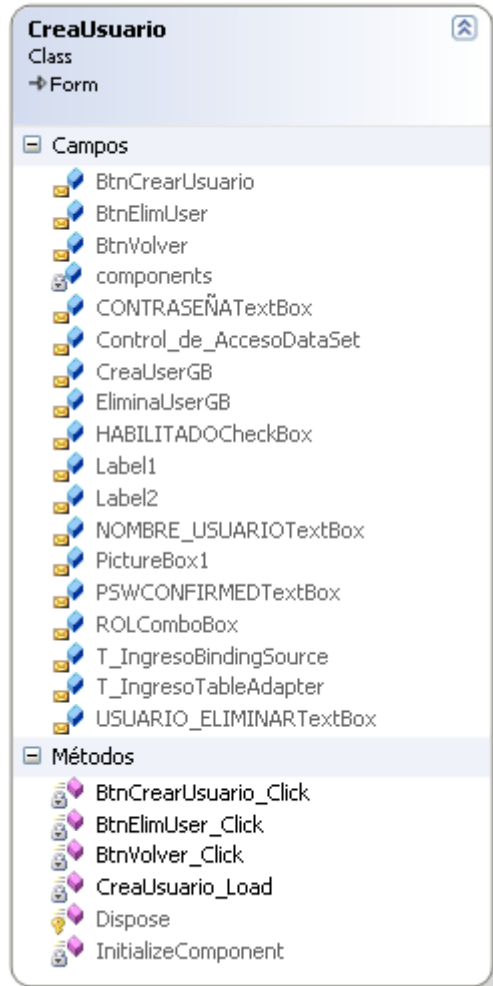 CreaUsuario
Class
Form
Campos
BtnCrearUsuario
BtnElimUser
BtnVolver
components
CONTRASEÑATextBox
Control_de_AccesoDataSet
CreaUserGB
EliminaUserGB
HABILITADOCheckBox
Label1
Label2
NOMBRE_USUARIOTextBox
PictureBox1
PSWCONFIRMEDTextBox
ROLComboBox
T_IngresoBindingSource
T_IngresoTableAdapter
USUARIO_ELIMINARTextBox
Métodos
BtnCrearUsuario_Click
BtnElimUser_Click
BtnVolver_Click
CreaUsuario_Load
Dispose
InitializeComponent